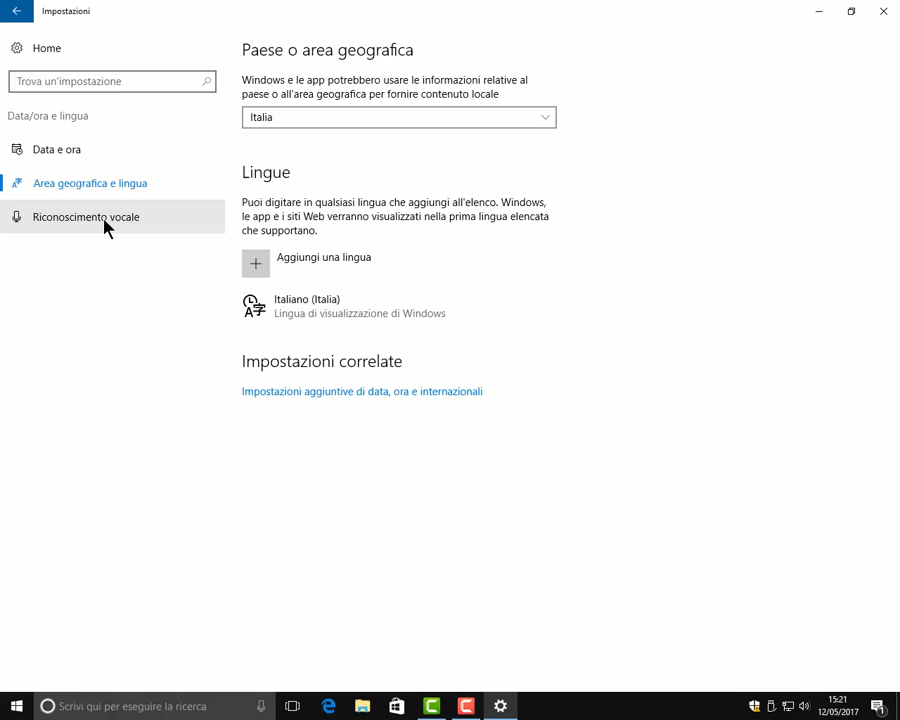 Impostazioni
Home
Trova un'impostazione
Data/ora e lingua
Data e ora
Area geografica e lingua
Riconoscimento vocale
Paese o area geografica
Windows e le app potrebbero usare le informazioni relative al
paese o all'area geografica per fornire contenuto locale
Italia
Lingue
Puoi digitare in qualsiasi lingua che aggiungi all'elenco. Windows,
le app e i siti Web verranno visualizzati nella prima lingua elencata
che supportano.
Aggiungi una lingua
Italiano (Italia)
Lingua di visualizzazione di Windows
Impostazioni correlate
Impostazioni aggiuntive di data, ora e internazionali
Scrivi qui per eseguire la ricerca
15:21
12/05/2017
1